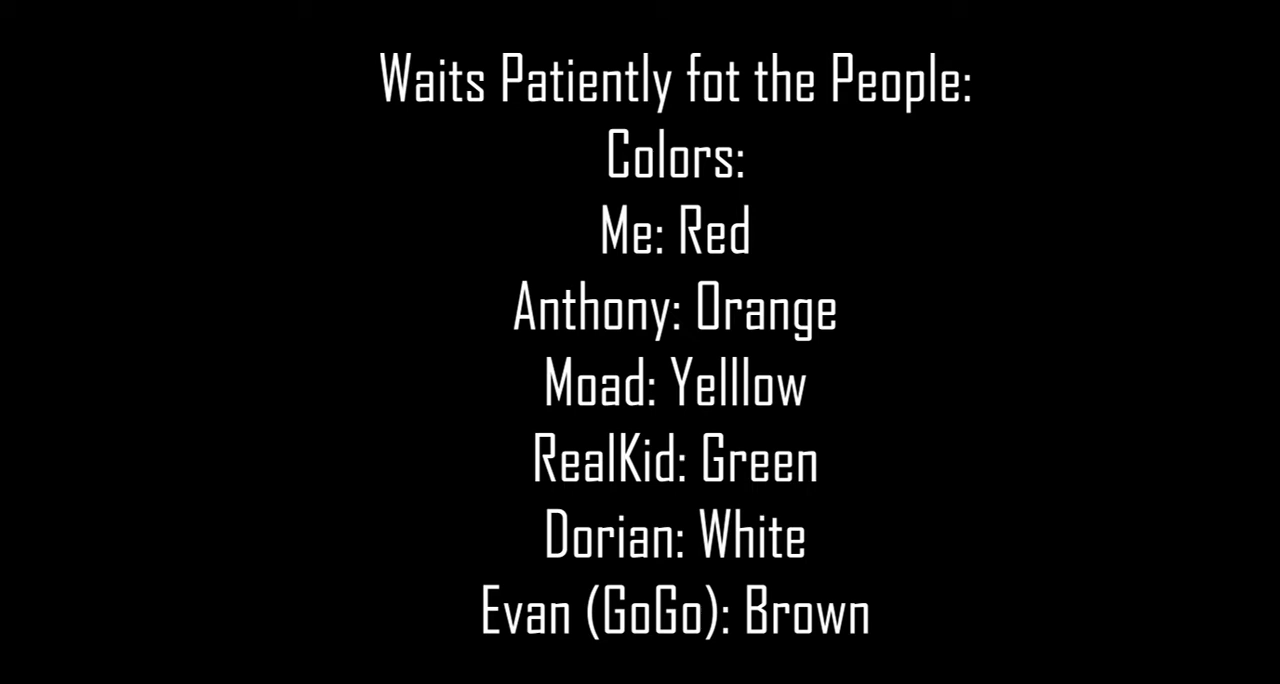 Waits Patiently fot the People:
Colors:
Me: Red
Anthony: Orange
Moad: Yelllow
RealKid: Green
Dorian: White
Evan (GoGo): Brown